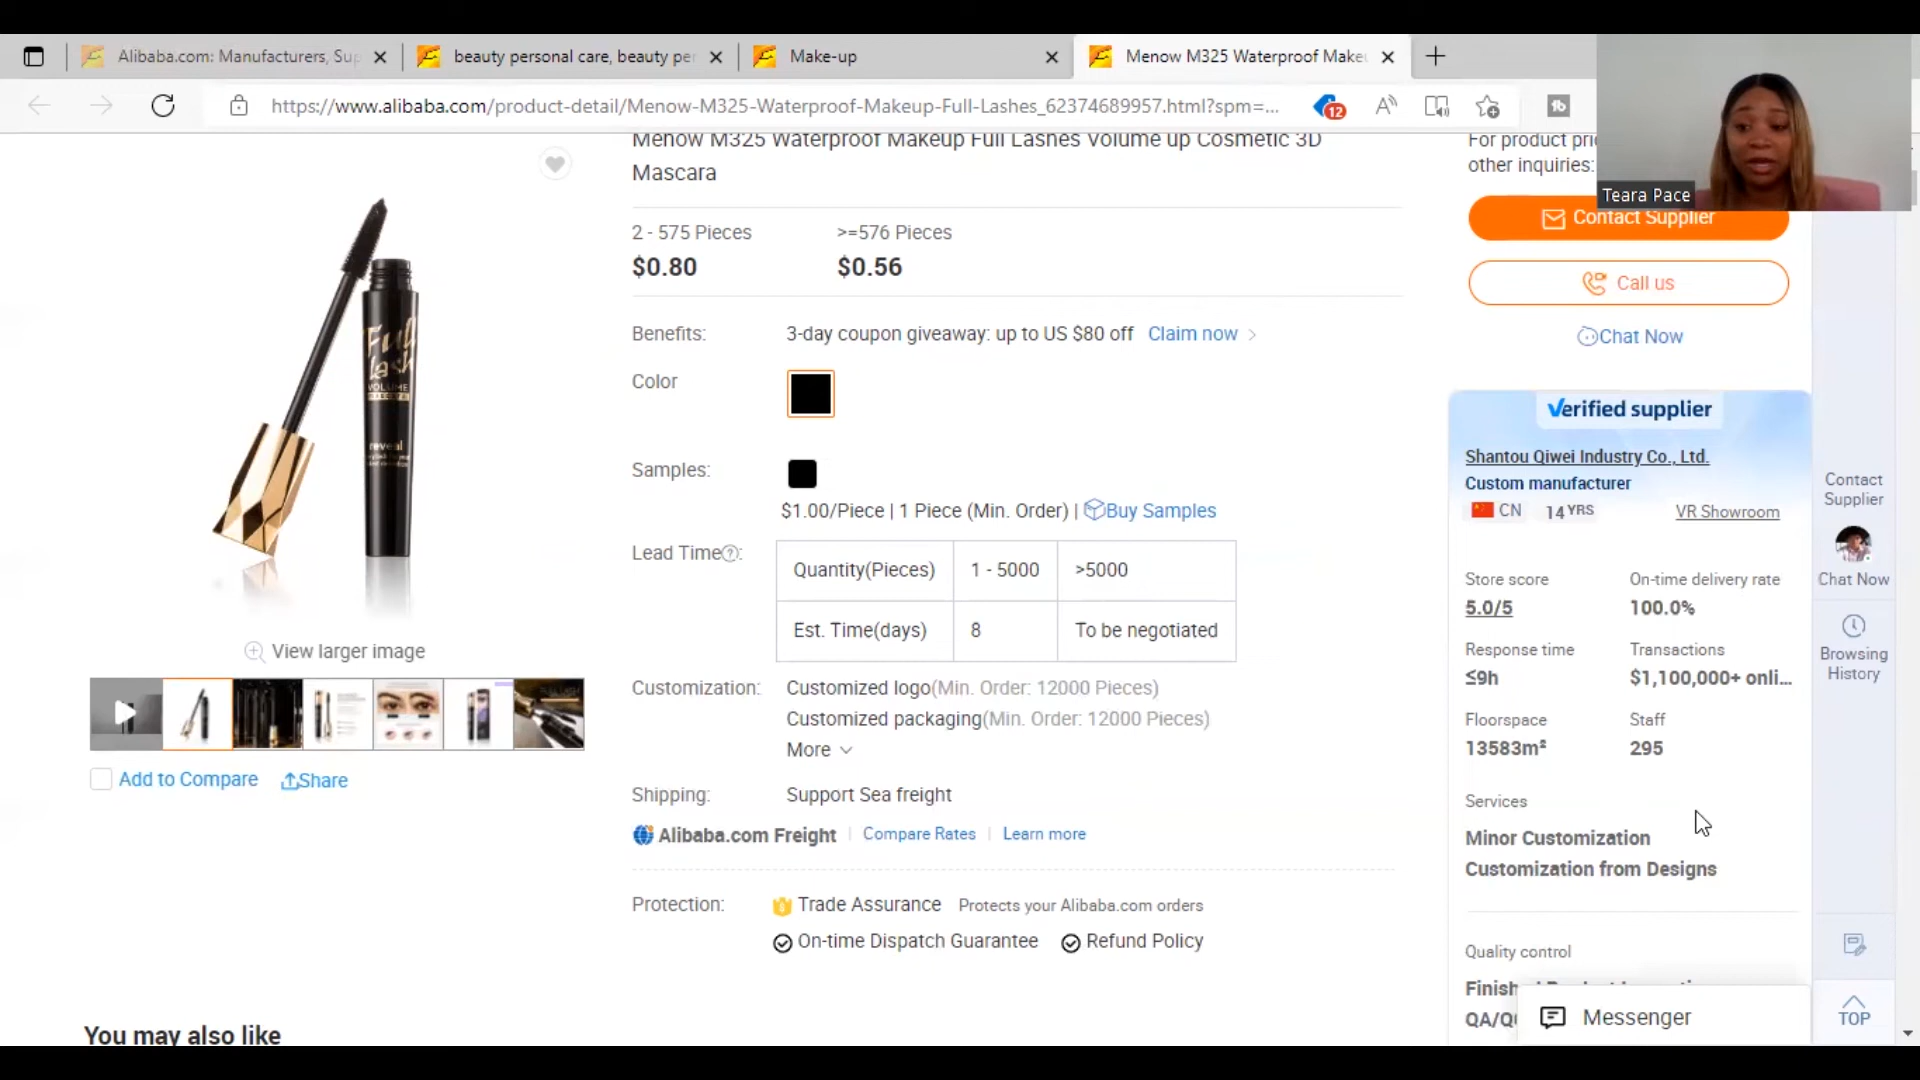 Alibaba.com: Manufacturers, Sup
beauty personal care, beauty per
Make-up
Menow M325 Waterproof Make
https://www.alibaba.com/product-detail/Menow-M325-Waterproof-Makeup-Full-Lashes_62374689957.html?spm=...
12
Teara Pace
Menow M325 Waterproof Makeup Full Lashes Volume up Cosmetic 3D
Mascara
2 - 575 Pieces
>=576 Pieces
$0.80
$0.56
Benefits:
3-day coupon giveaway: up to US $80 off Claim now >
Color
Samples:
$1.00/Piece | 1 Piece (Min. Order) | Buy Samples
Lead Time:
Quantity(Pieces) 1 - 5000 >5000
Est. Time(days) 8 To be negotiated
Customization:
Customized logo(Min. Order: 12000 Pieces)
Customized packaging(Min. Order: 12000 Pieces)
More
Shipping:
Support Sea freight
Alibaba.com Freight | Compare Rates | Learn more
Protection:
Trade Assurance Protects your Alibaba.com orders
On-time Dispatch Guarantee Refund Policy
Full
Lash
VOLUME
MASCARA
reveal
View larger image
Add to Compare
Share
You may also like
For product pri
other inquiries:
Contact Supplier
Call us
Chat Now
Verified supplier
Shantou Qiwei Industry Co., Ltd.
Custom manufacturer
CN 14 YRS VR Showroom
Store score
On-time delivery rate
5.0/5
100.0%
Response time
Transactions
≤9h
$1,100,000+ onli...
Floorspace
Staff
13583m²
295
Services
Minor Customization
Customization from Designs
Quality control
Finish
QA/Q
Messenger
Contact
Supplier
Chat Now
Browsing
History
TOP